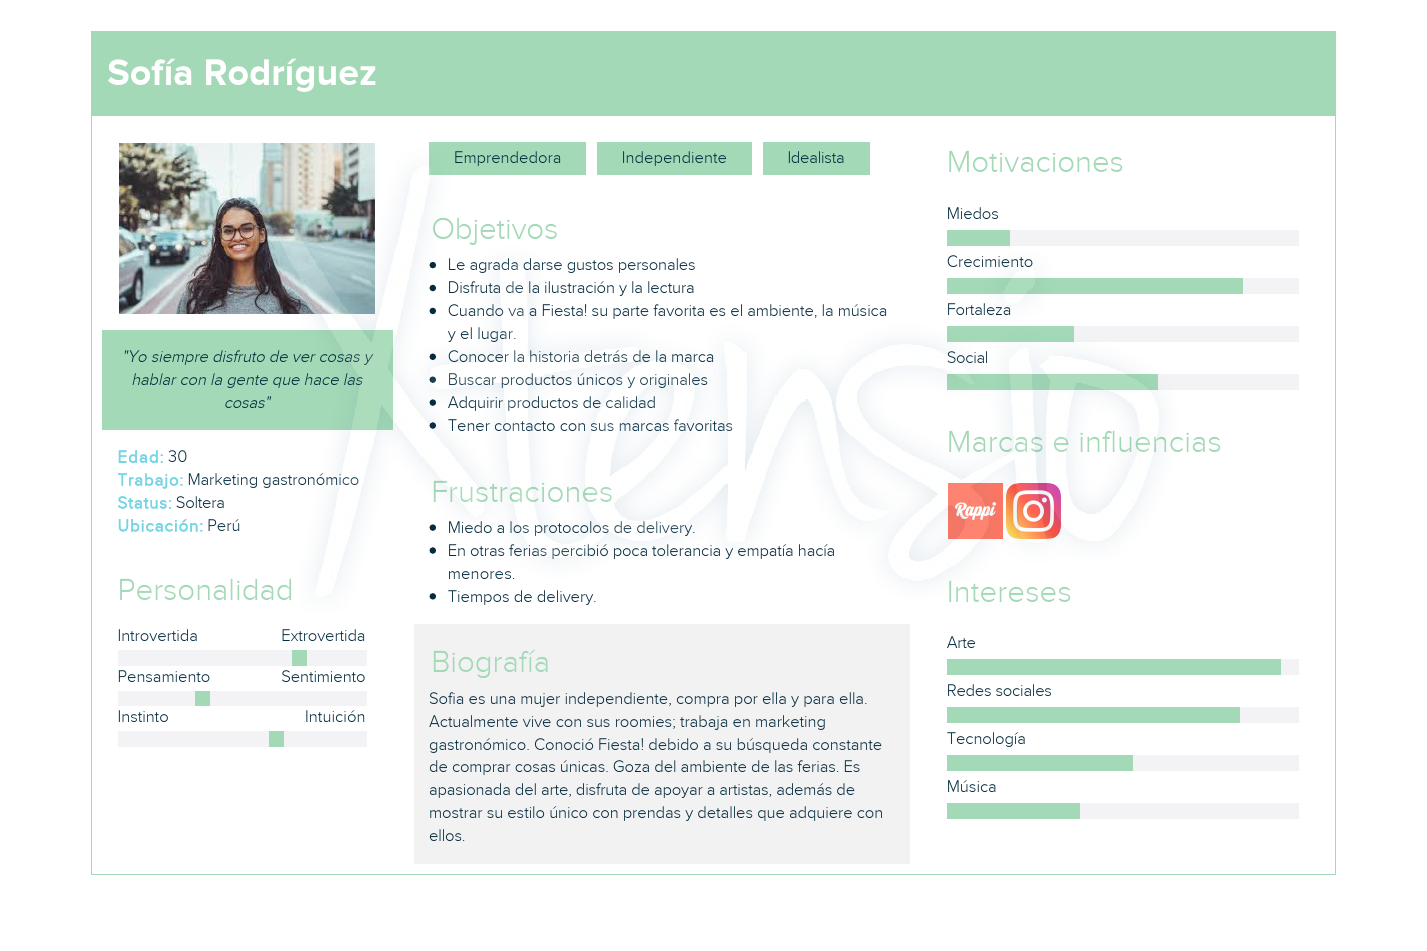 Sofía Rodríguez
"Yo siempre disfruto de ver cosas y
hablar con la gente que hace las
cosas"
Edad: 30
Trabajo: Marketing gastronómico
Status: Soltera
Ubicación: Perú
Personalidad
Introvertida Extrovertida
Pensamiento Sentimiento
Instinto Intuición
Emprendedora Independiente Idealista
Objetivos
Le agrada darse gustos personales
Disfruta de la ilustración y la lectura
Cuando va a Fiesta! su parte favorita es el ambiente, la música
y el lugar.
Conocer la historia detrás de la marca
Buscar productos únicos y originales
Adquirir productos de calidad
Tener contacto con sus marcas favoritas
Frustraciones
Miedo a los protocolos de delivery.
En otras ferias percibió poca tolerancia y empatía hacía
menores.
Tiempos de delivery.
Biografía
Sofia es una mujer independiente, compra por ella y para ella.
Actualmente vive con sus roomies; trabaja en marketing
gastronómico. Conoció Fiesta! debido a su búsqueda constante
de comprar cosas únicas. Goza del ambiente de las ferias. Es
apasionada del arte, disfruta de apoyar a artistas, además de
mostrar su estilo único con prendas y detalles que adquiere con
ellos.
Motivaciones
Miedos
Crecimiento
Fortaleza
Social
Marcas e influencias
Rappi
Intereses
Arte
Redes sociales
Tecnología
Música
Xtensio